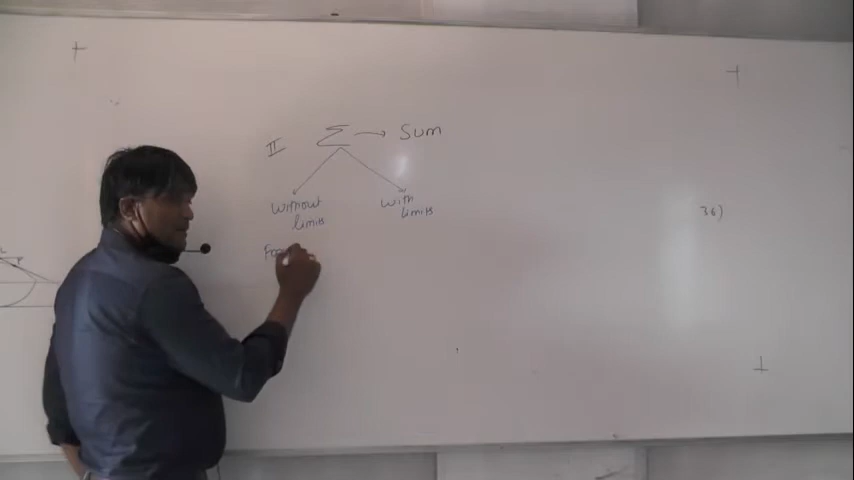 II Σ → Sum
without
limits
with
limits
36)